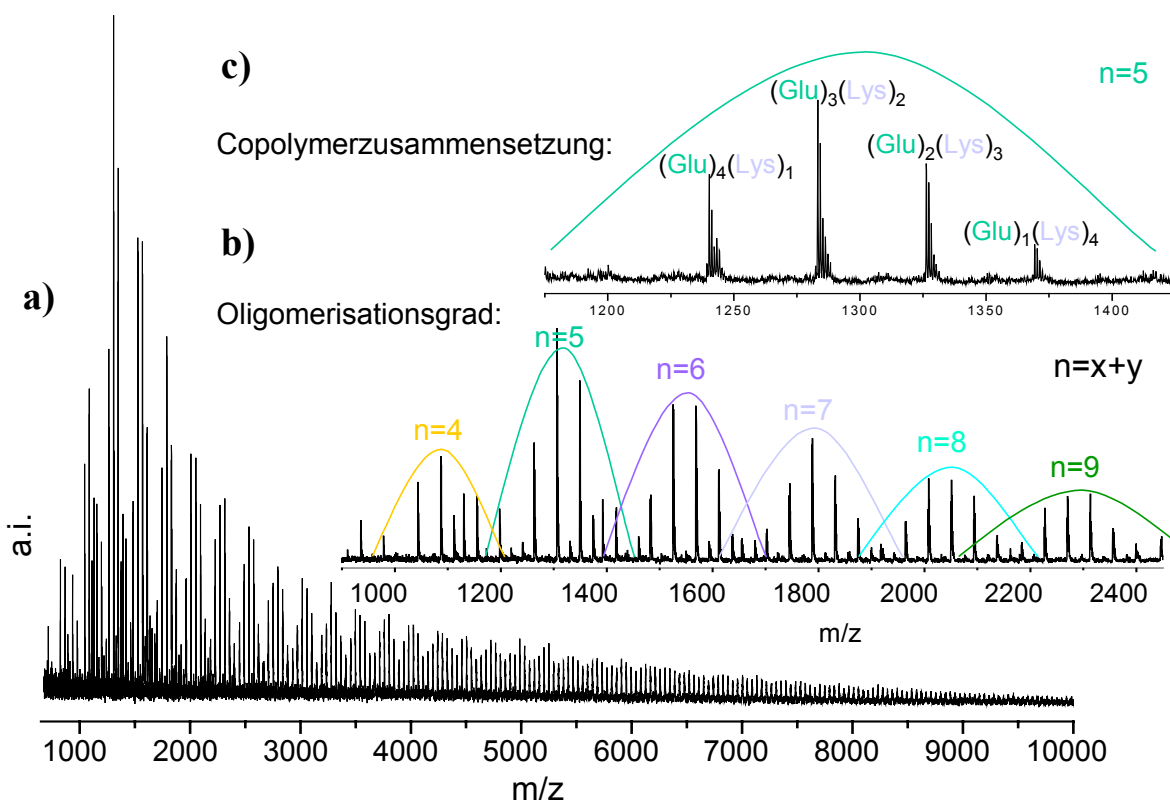 c)
n=5
(Glu)3(Lys)2
Copolymerzusammensetzung:
(Glu)2(Lys)3
(Glu)4(Lys)1
b)
(Glu)1(Lys)4
a)
1200 1250 1300 1350 1400
Oligomerisationsgrad:
n=5
n=x+y
n=6
n=7
n=4
n=8
n=9
a.i.
1000 1200 1400 1600 1800 2000 2200 2400
m/z
1000 2000 3000 4000 5000 6000 7000 8000 9000 10000
m/z